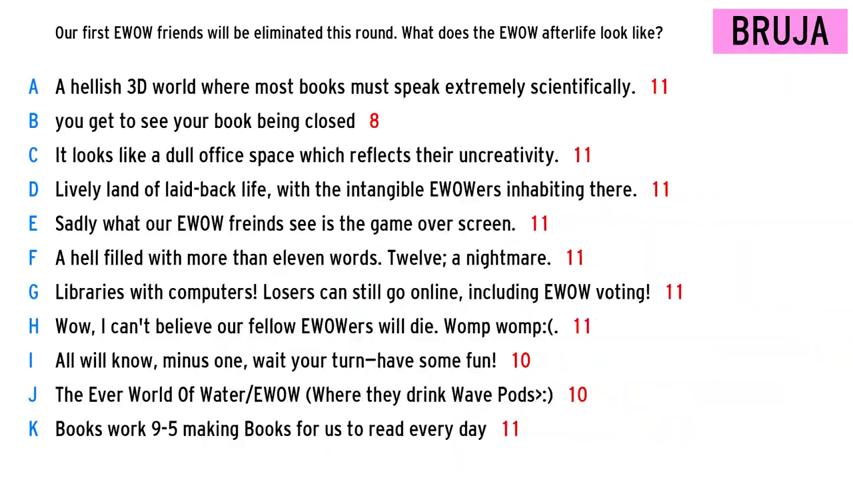 Our first EWOW friends will be eliminated this round. What does the EWOW afterlife look like?
BRUJA
A A hellish 3D world where most books must speak extremely scientifically. 11
B you get to see your book being closed 8
C It looks like a dull office space which reflects their uncreativity. 11
D Lively land of laid-back life, with the intangible EWOWers inhabiting there. 11
E Sadly what our EWOW freinds see is the game over screen. 11
F A hell filled with more than eleven words. Twelve; a nightmare. 11
G Libraries with computers! Losers can still go online, including EWOW voting! 11
H Wow, I can't believe our fellow EWOWers will die. Womp womp:(. 11
I All will know, minus one, wait your turn—have some fun! 10
J The Ever World Of Water/EWOW (Where they drink Wave Pods>:) 10
K Books work 9-5 making Books for us to read every day 11